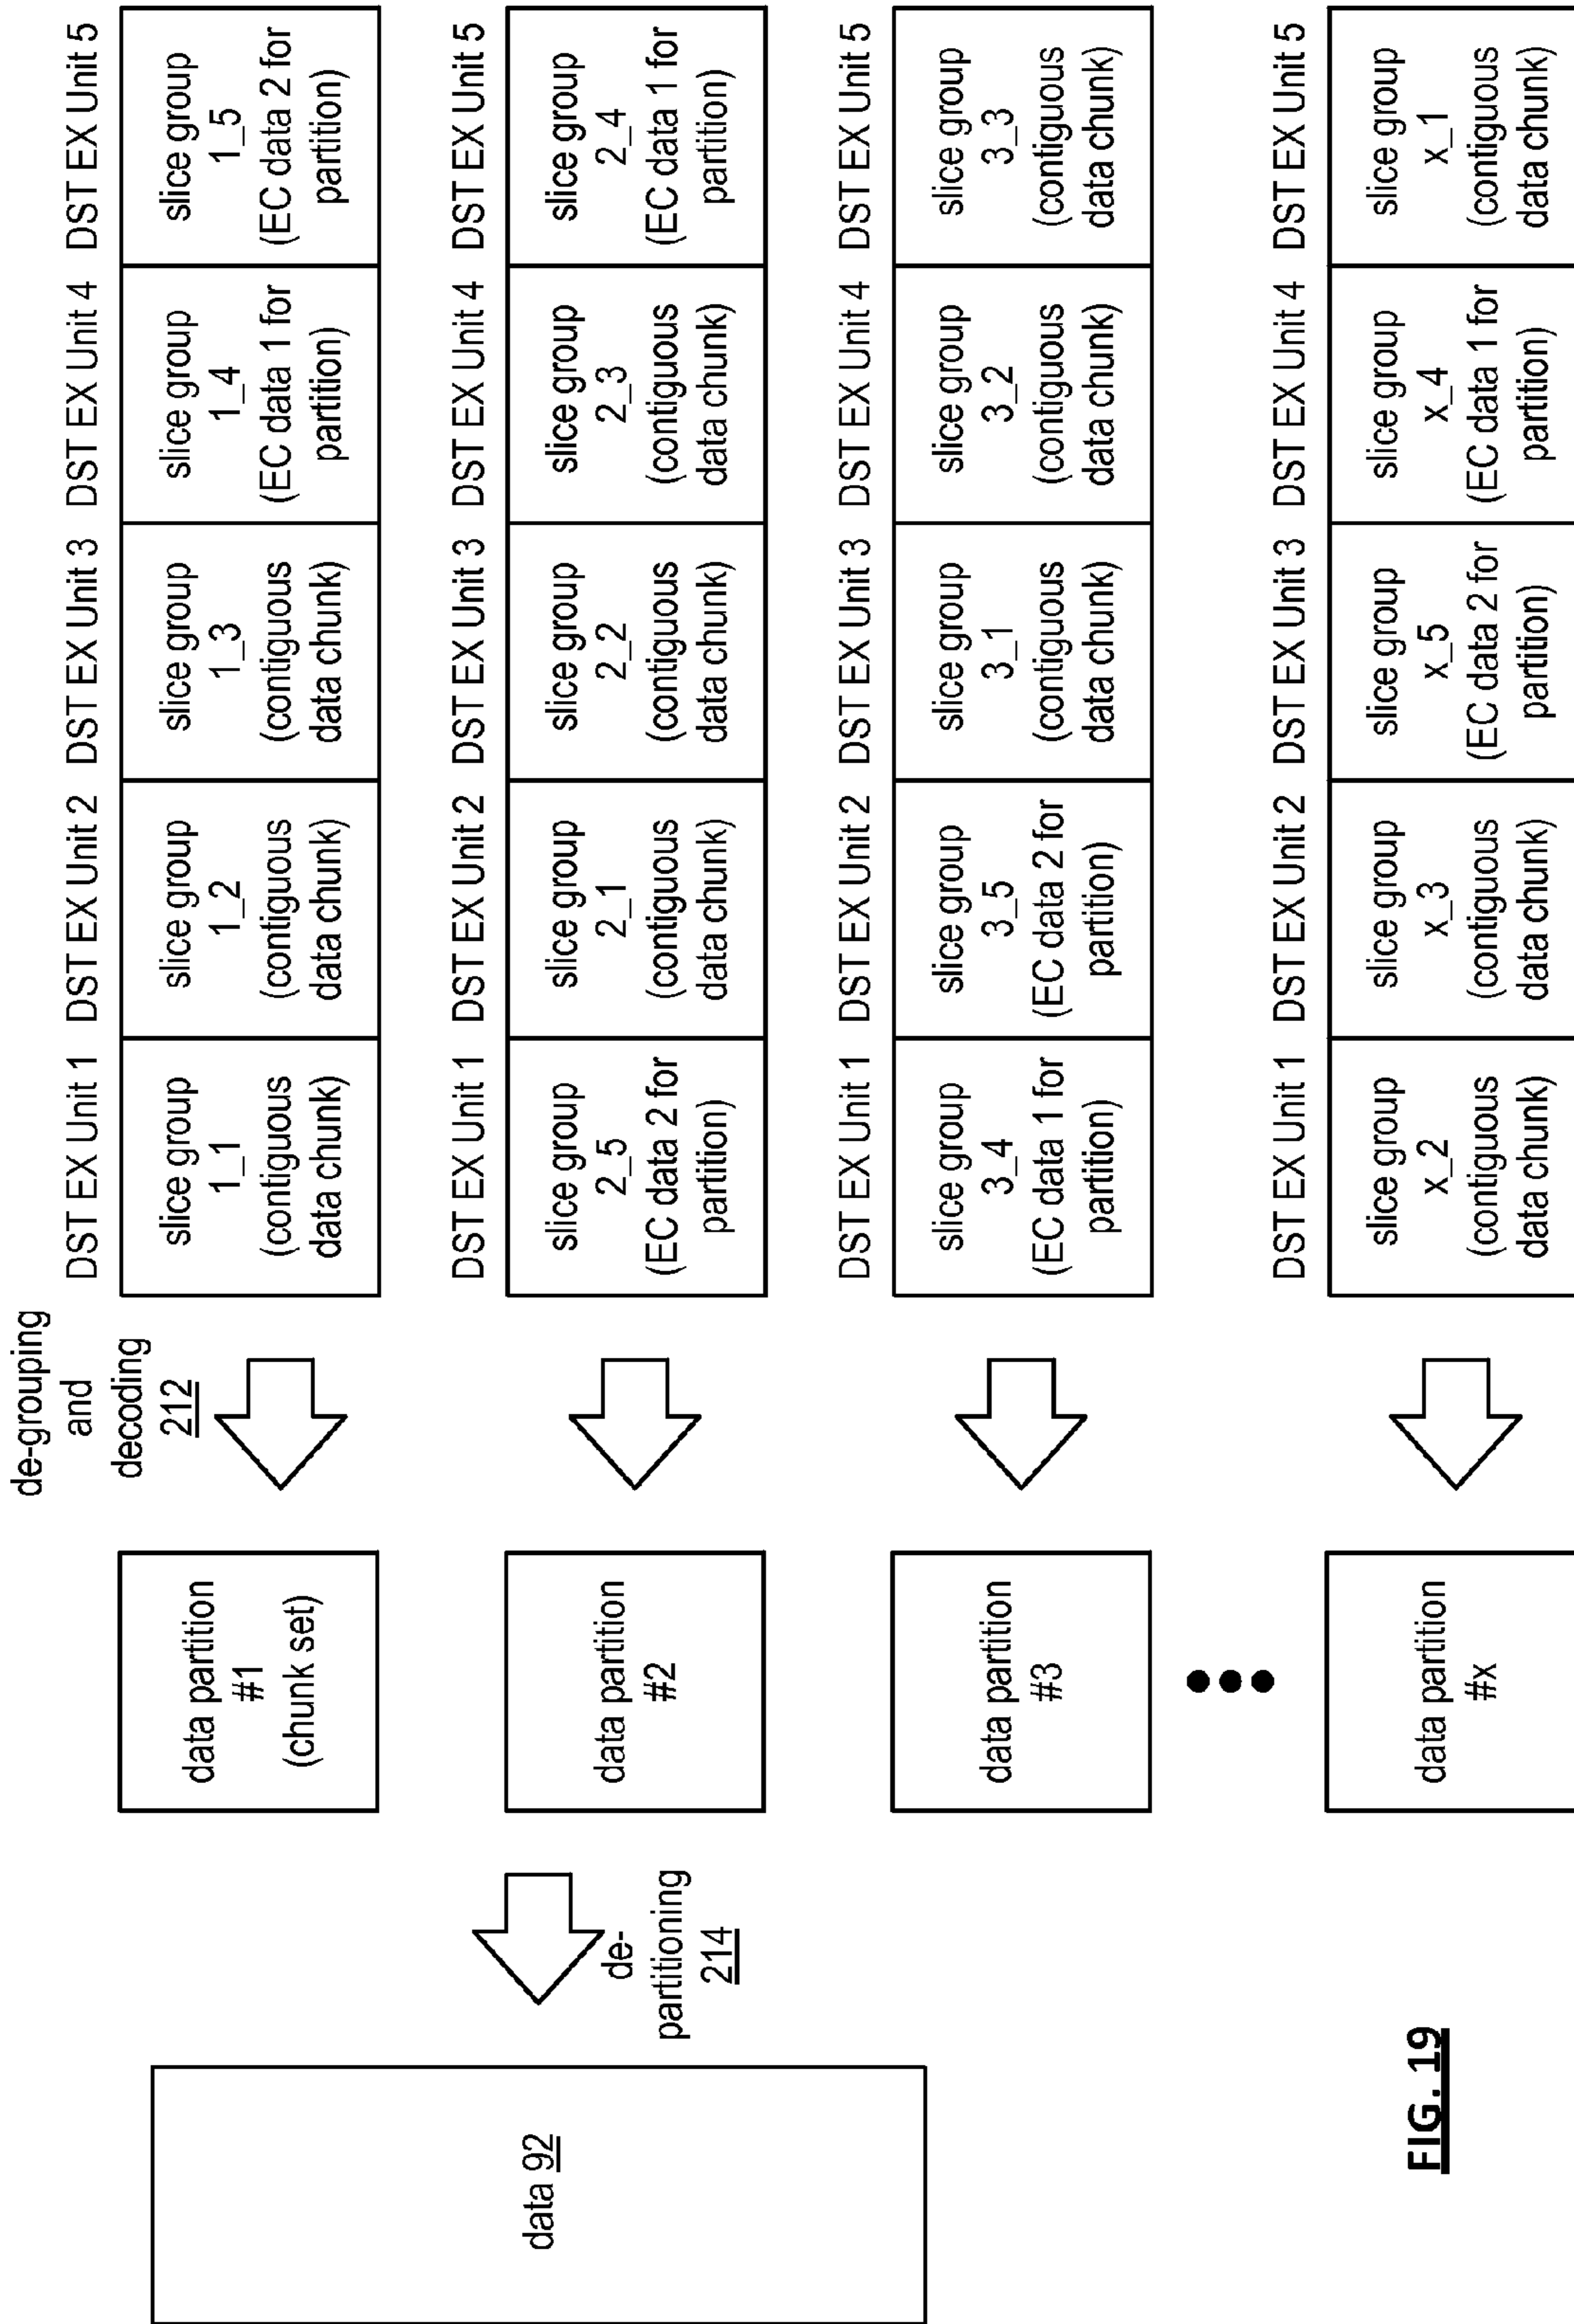 de-grouping
and
decoding
212
DST EX Unit 1 DST EX Unit 2 DST EX Unit 3 DST EX Unit 4 DST EX Unit 5
data 92
de-
partitioning
214
data partition
#1
(chunk set)
slice group
1_1
(contiguous
data chunk)
slice group
1_2
(contiguous
data chunk)
slice group
1_3
(contiguous
data chunk)
slice group
1_4
(EC data 1 for
partition)
slice group
1_5
(EC data 2 for
partition)
DST EX Unit 1 DST EX Unit 2 DST EX Unit 3 DST EX Unit 4 DST EX Unit 5
data partition
#2
slice group
2_5
(EC data 2 for
partition)
slice group
2_1
(contiguous
data chunk)
slice group
2_2
(contiguous
data chunk)
slice group
2_3
(contiguous
data chunk)
slice group
2_4
(EC data 1 for
partition)
DST EX Unit 1 DST EX Unit 2 DST EX Unit 3 DST EX Unit 4 DST EX Unit 5
data partition
#3
slice group
3_4
(EC data 1 for
partition)
slice group
3_5
(EC data 2 for
partition)
slice group
3_1
(contiguous
data chunk)
slice group
3_2
(contiguous
data chunk)
slice group
3_3
(contiguous
data chunk)
DST EX Unit 1 DST EX Unit 2 DST EX Unit 3 DST EX Unit 4 DST EX Unit 5
data partition
#x
slice group
x_2
(contiguous
data chunk)
slice group
x_3
(contiguous
data chunk)
slice group
x_5
(EC data 2 for
partition)
slice group
x_4
(EC data 1 for
partition)
slice group
x_1
(contiguous
data chunk)
FIG. 19